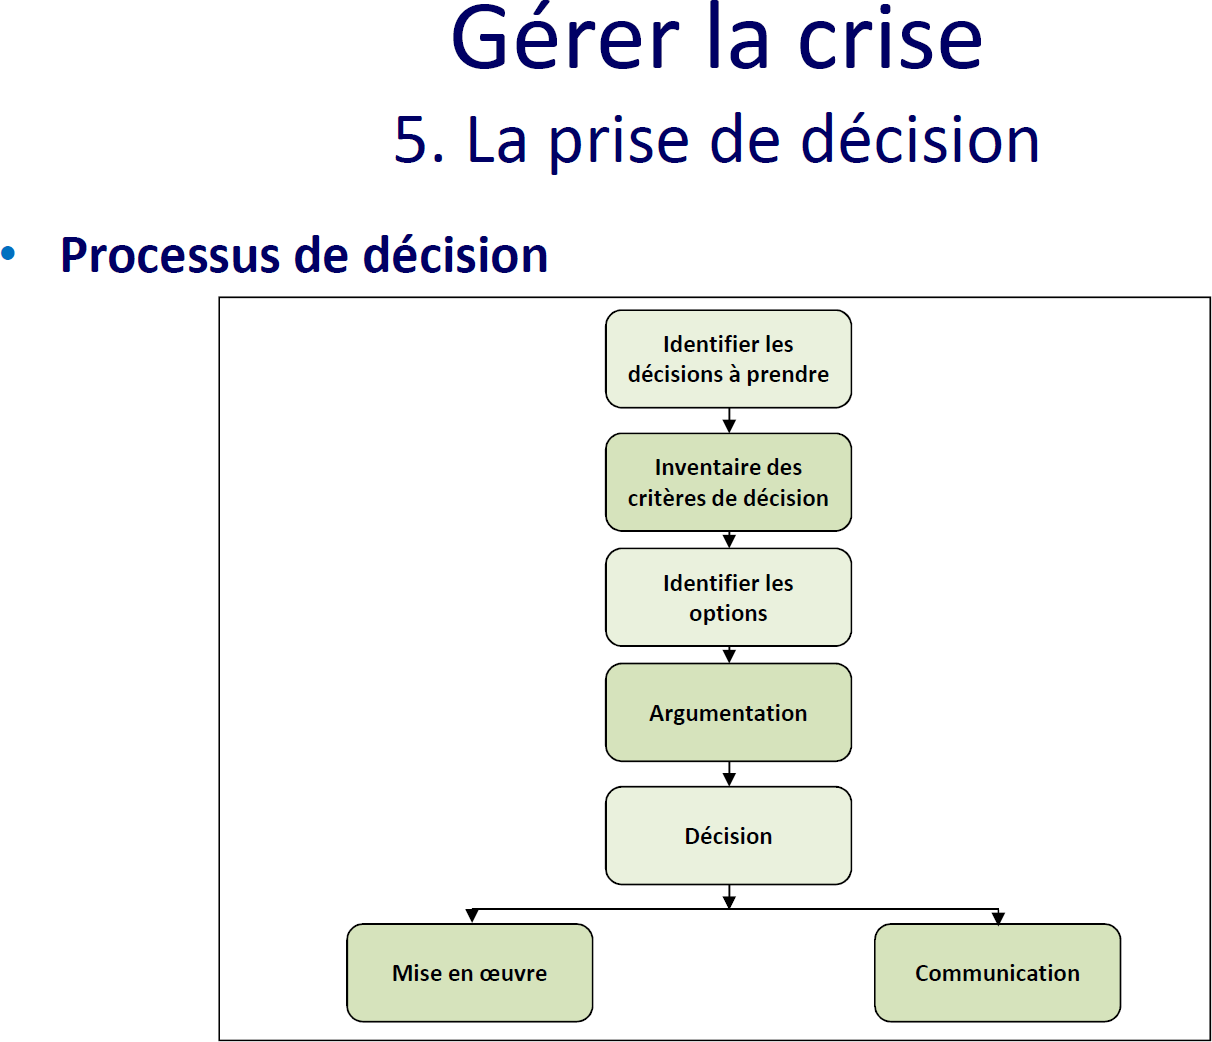 Gérer la crise
5. La prise de décision
• Processus de décision
Identifier les
décisions à prendre
Inventaire des
critères de décision
Identifier les
options
Argumentation
Décision
Mise en œuvre
Communication